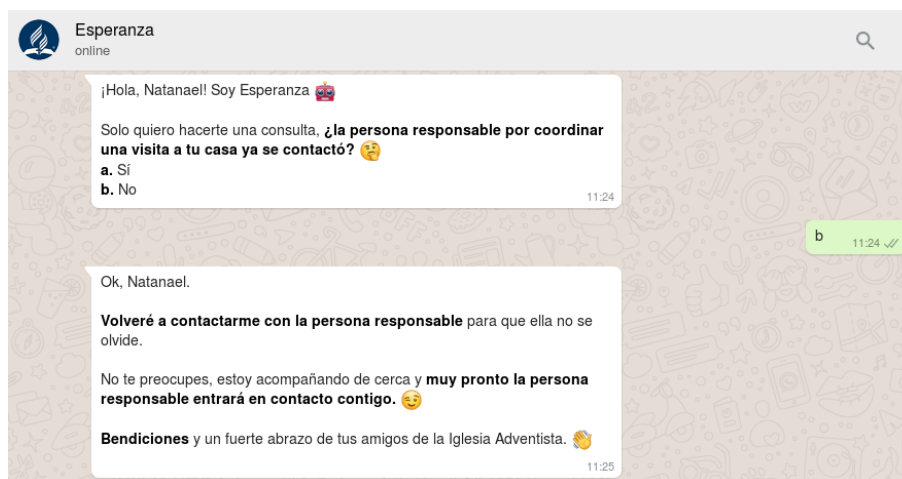 Esperanza
online
¡Hola, Natanael! Soy Esperanza
Solo quiero hacerte una consulta, ¿la persona responsable por coordinar
una visita a tu casa ya se contactó?
a. Sí
b. No
11:24
b
11:24
Ok, Natanael.
Volveré a contactarme con la persona responsable para que ella no se
olvide.
No te preocupes, estoy acompañando de cerca y muy pronto la persona
responsable entrará en contacto contigo.
Bendiciones y un fuerte abrazo de tus amigos de la Iglesia Adventista.
11:25